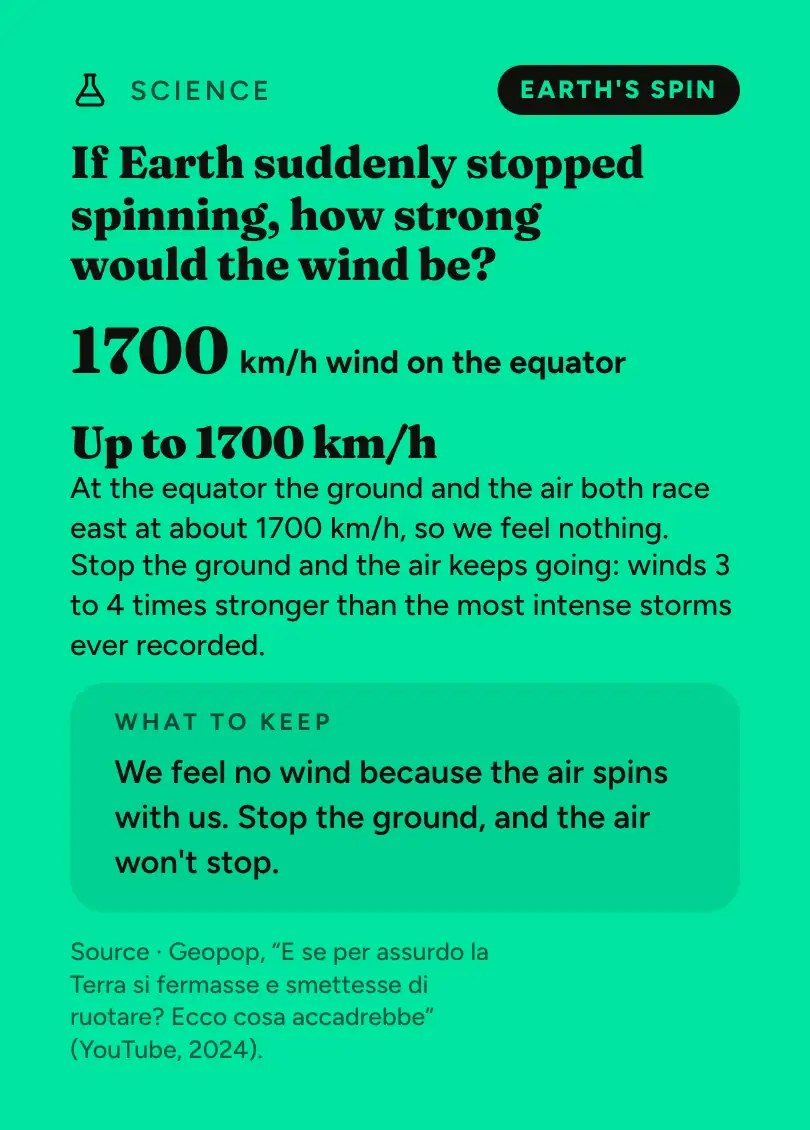 SCIENCE
EARTH'S SPIN
If Earth suddenly stopped
spinning, how strong
would the wind be?
1700 km/h wind on the equator
Up to 1700 km/h
At the equator the ground and the air both race
east at about 1700 km/h, so we feel nothing.
Stop the ground and the air keeps going: winds 3
to 4 times stronger than the most intense storms
ever recorded.
WHAT TO KEEP
We feel no wind because the air spins
with us. Stop the ground, and the air
won't stop.
Source · Geopop, “E se per assurdo la
Terra si fermasse e smettesse di
ruotare? Ecco cosa accadrebbe”
(YouTube, 2024).